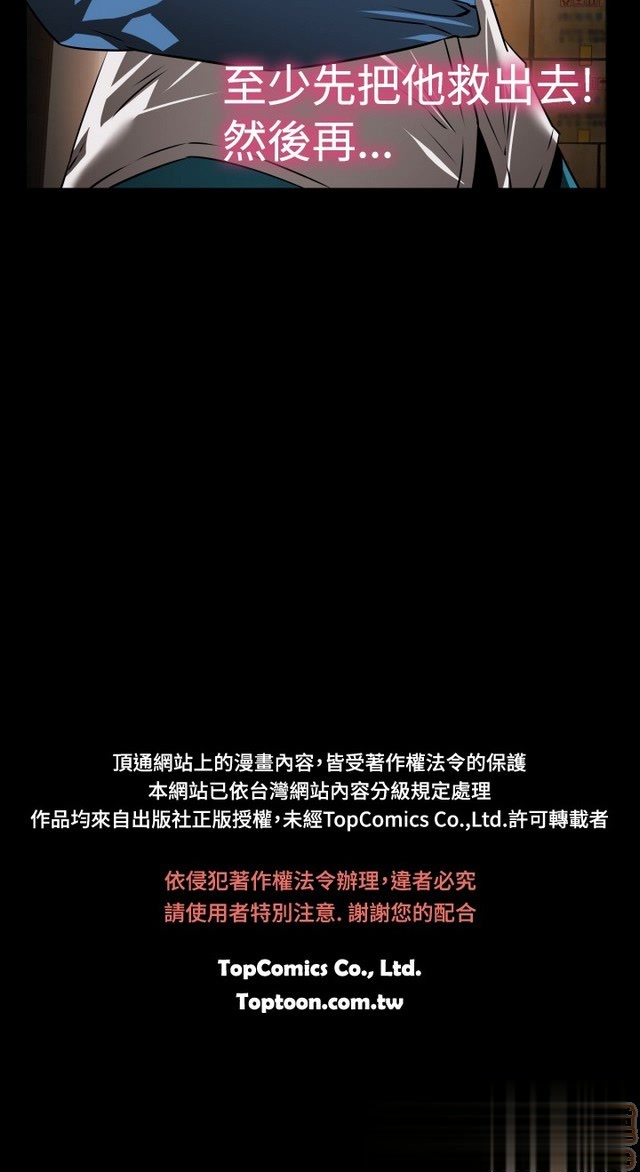 至少先把他救出去!
然後再...
頂通網站上的漫畫內容,皆受著作權法令的保護
本網站已依台灣網站內容分級規定處理
作品均來自出版社正版授權,未經TopComics Co.,Ltd.許可轉載者
依侵犯著作權法令辦理,違者必究
請使用者特別注意. 謝謝您的配合
TopComics Co., Ltd.
Toptoon.com.tw